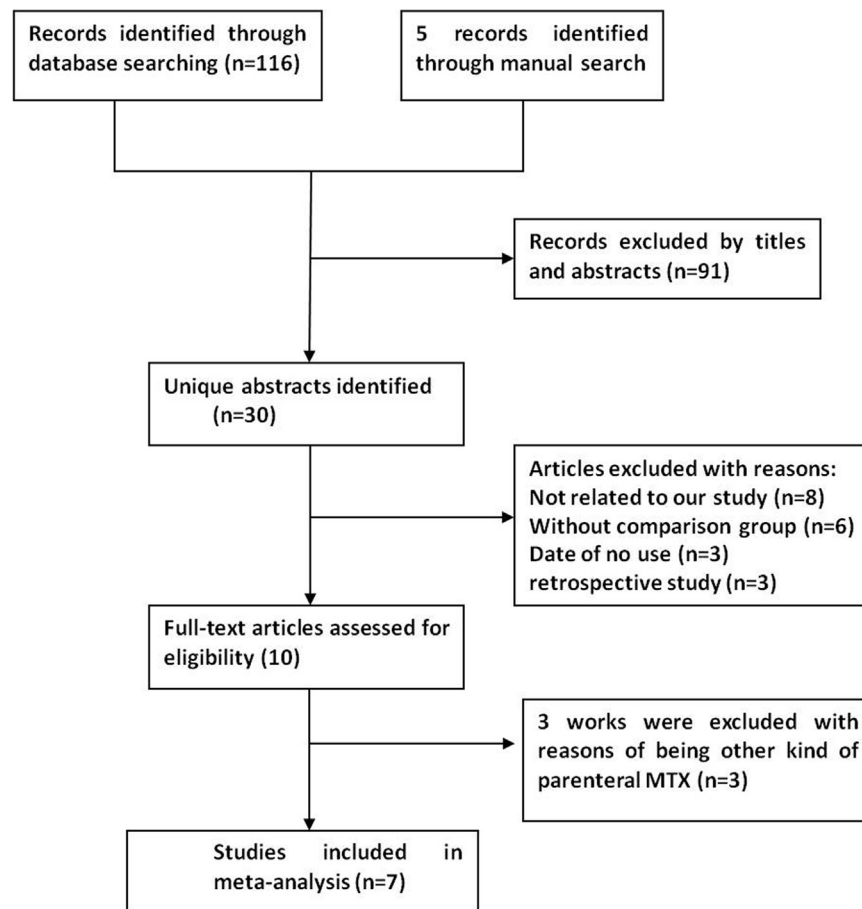 Records identified through
database searching (n=116)
5 records identified
through manual search
Records excluded by titles
and abstracts (n=91)
Unique abstracts identified
(n=30)
Articles excluded with reasons:
Not related to our study (n=8)
Without comparison group (n=6)
Date of no use (n=3)
retrospective study (n=3)
Full-text articles assessed for
eligibility (10)
3 works were excluded with
reasons of being other kind of
parenteral MTX (n=3)
Studies included in
meta-analysis (n=7)